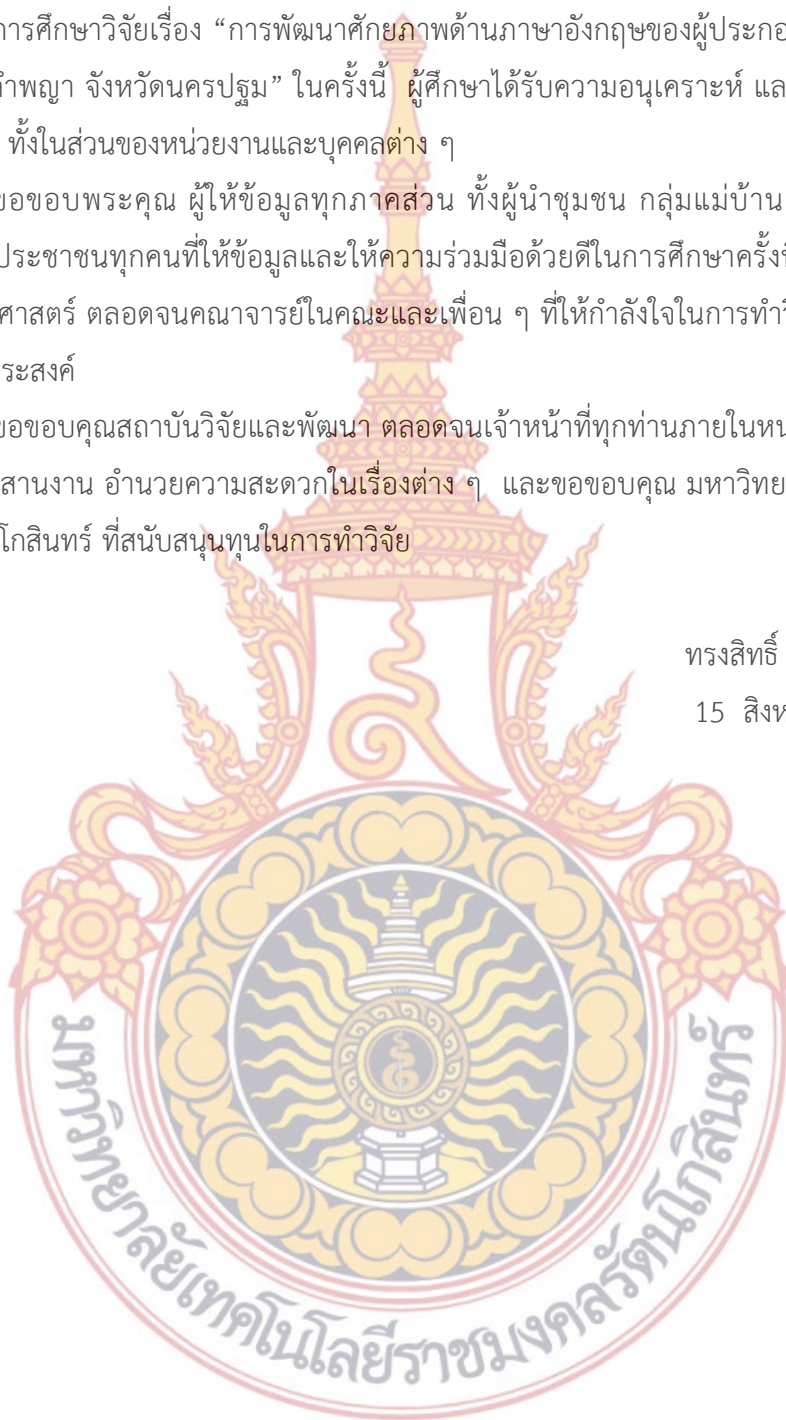 การศึกษาวิจัยเรื่อง “การพัฒนาศักยภาพด้านภาษาอังกฤษของผู้ประกอ
ลำพญา จังหวัดนครปฐม” ในครั้งนี้ ผู้ศึกษาได้รับความอนุเคราะห์ และ
ทั้งในส่วนของหน่วยงานและบุคคลต่าง ๆ
ขอขอบพระคุณ ผู้ให้ข้อมูลทุกภาคส่วน ทั้งผู้นำชุมชน กลุ่มแม่บ้าน
ประชาชนทุกคนที่ให้ข้อมูลและให้ความร่วมมือด้วยดีในการศึกษาครั้งนี
ศาสตร์ ตลอดจนคณาจารย์ในคณะและเพื่อน ๆ ที่ให้กำลังใจในการทำวิ
ระสงค์
ขอขอบคุณสถาบันวิจัยและพัฒนา ตลอดจนเจ้าหน้าที่ทุกท่านภายในหน
สานงาน อำนวยความสะดวกในเรื่องต่าง ๆ และขอขอบคุณ มหาวิทย
โกสินทร์ ที่สนับสนุนทุนในการทำวิจัย
ทรงสิทธิ์
15 สิงห
มหาวิทยาลัยเทคโนโลยีราชมงคลรัตนโกสินทร์